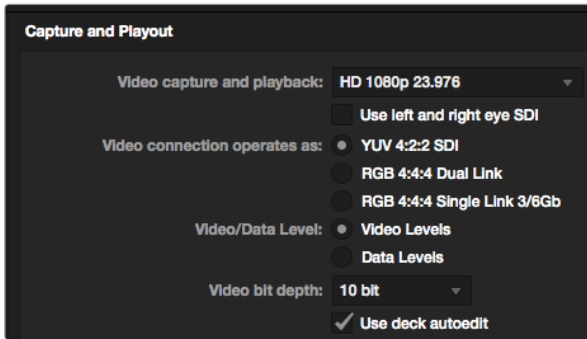 Capture and Playout
Video capture and playback: HD 1080p 23.976
Use left and right eye SDI
Video connection operates as: YUV 4:2:2 SDI
RGB 4:4:4 Dual Link
RGB 4:4:4 Single Link 3/6Gb
Video/Data Level: Video Levels
Data Levels
Video bit depth: 10 bit
Use deck autoedit